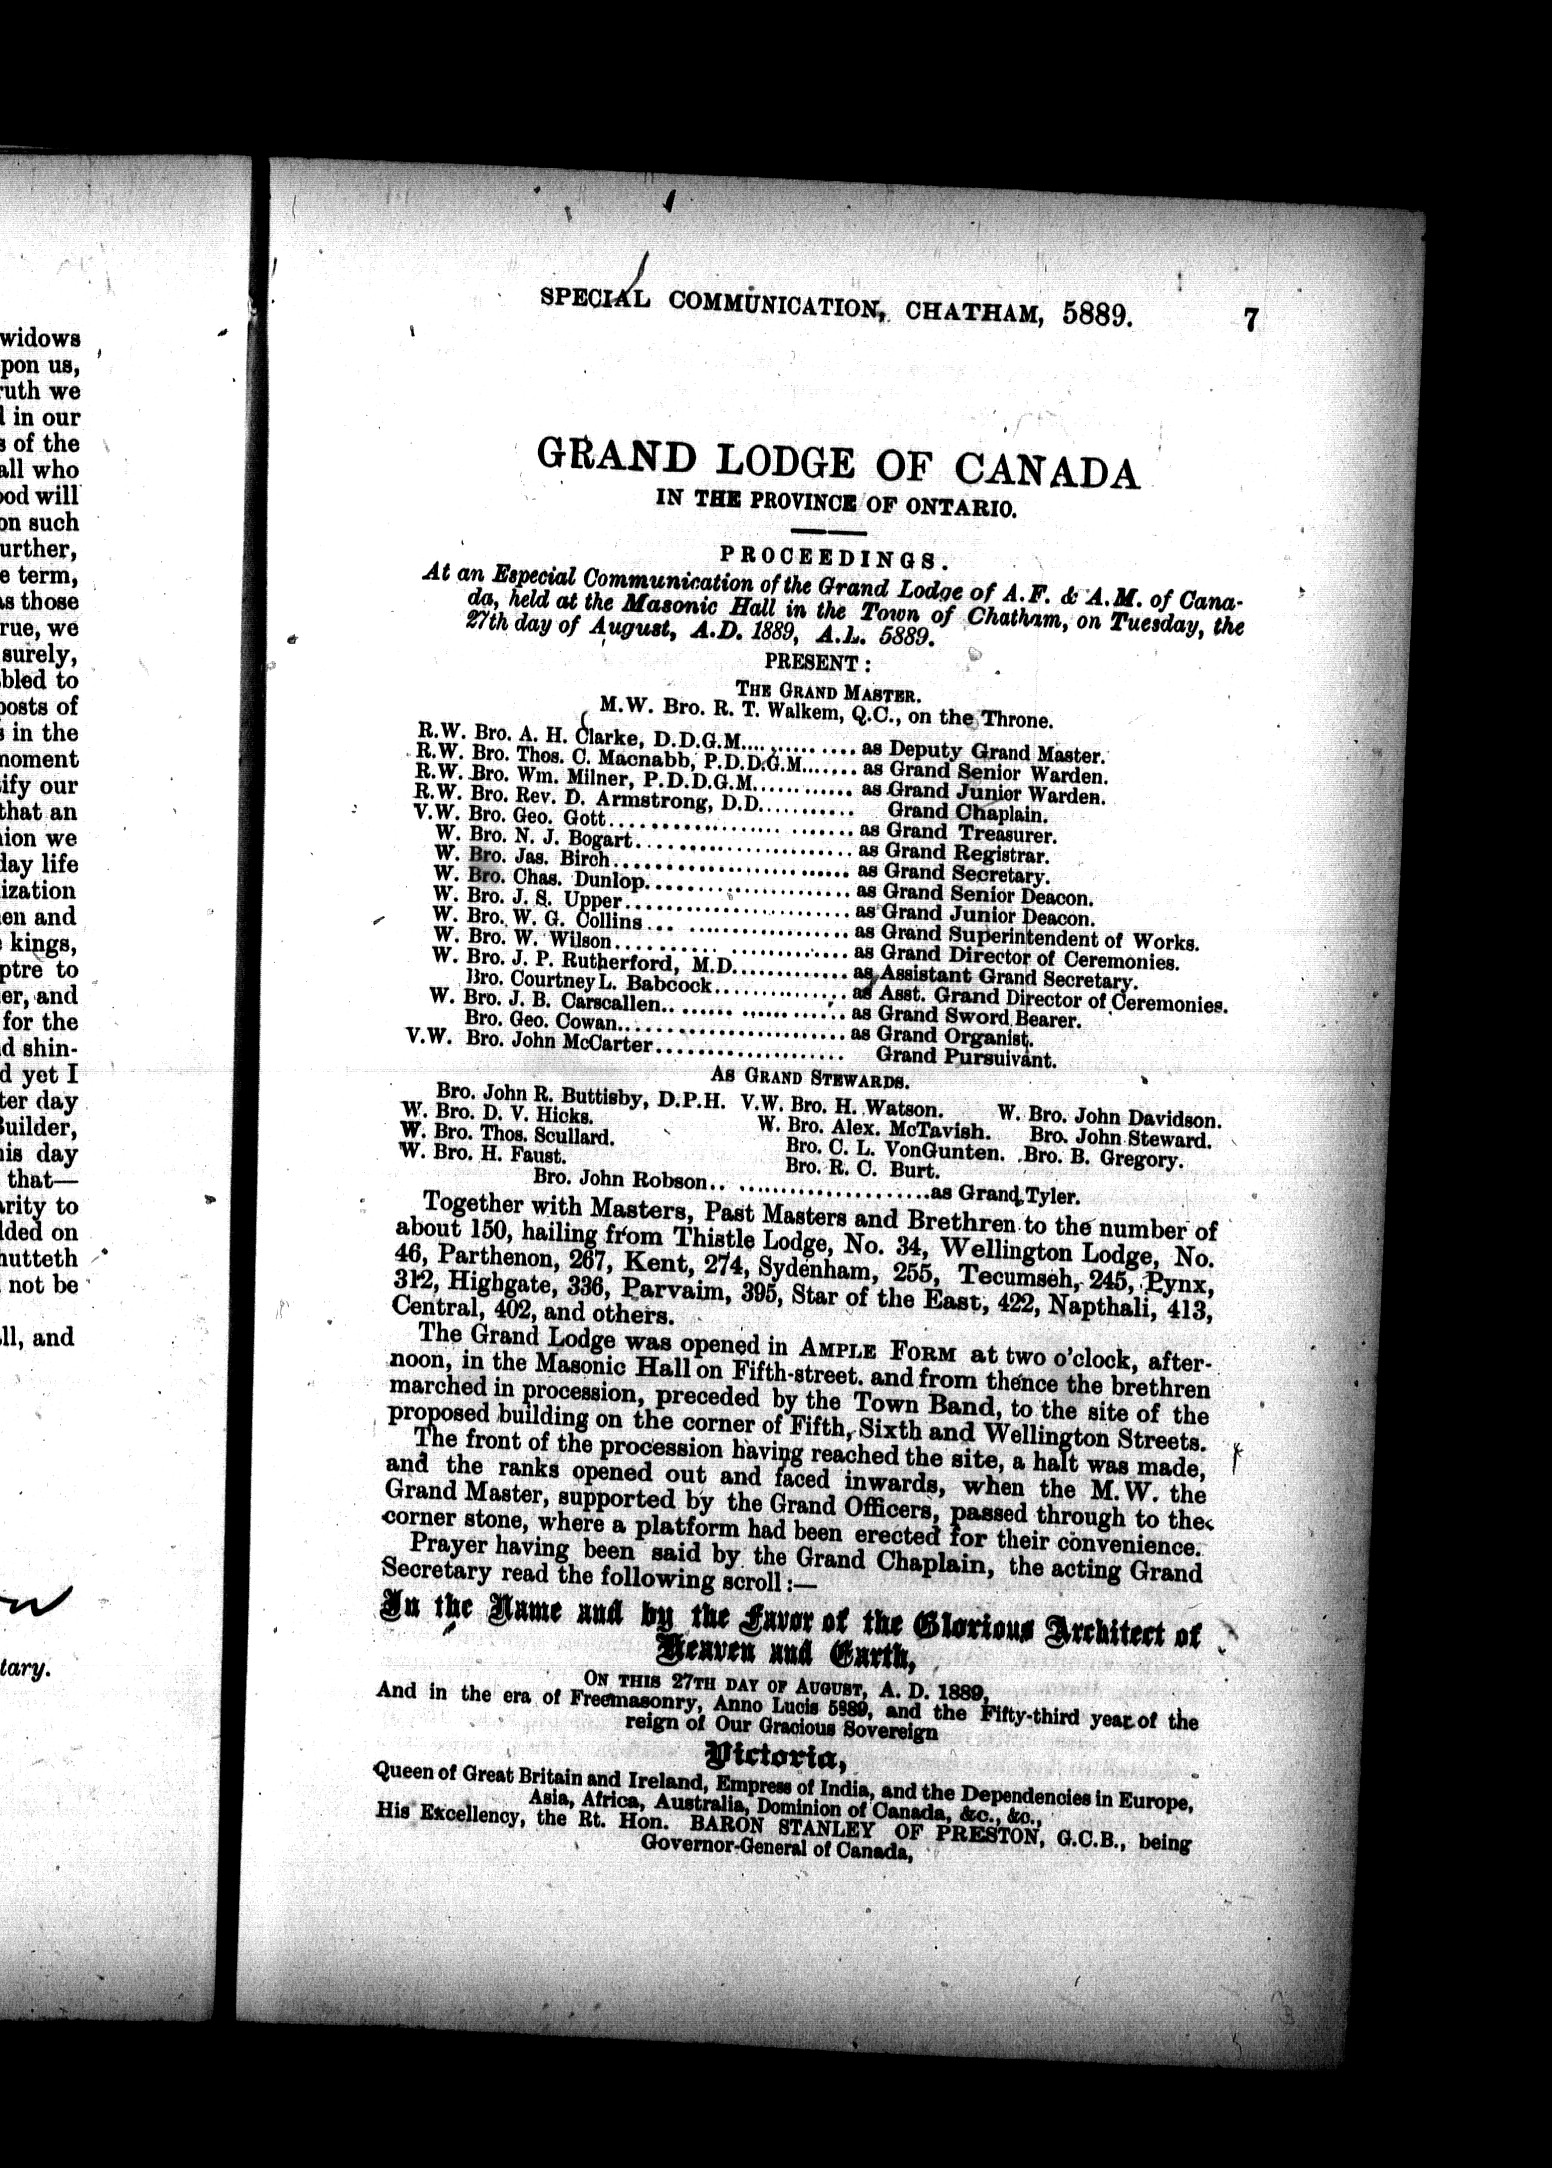 widows
pon us,
ruth we
l in our
s of the
all who
ood will
on such
urther,
e term,
as those
rue, we
surely,
bled to
posts of
s in the
moment
ify our
that an
nion we
day life
ization
en and
kings,
ptre to
er, and
for the
d shin-
d yet I
ter day
Builder,
his day
that—
arity to
lded on
hutteth
not be
ll, and
tary.
SPECIAL COMMUNICATION, CHATHAM, 5889. 7
GRAND LODGE OF CANADA
IN THE PROVINCE OF ONTARIO.
PROCEEDINGS.
At an Especial Communication of the Grand Lodge of A.F. & A.M. of Cana-
da, held at the Masonic Hall in the Town of Chatham, on Tuesday, the
27th day of August, A.D. 1889, A.L. 5889.
PRESENT:
THE GRAND MASTER.
M.W. Bro. R. T. Walkem, Q.C., on the Throne.
R.W. Bro. A. H. Clarke, D.D.G.M.............as Deputy Grand Master.
R.W. Bro. Thos. C. Macnabb, P.D.D.G.M.......as Grand Senior Warden.
R.W. Bro. Wm. Milner, P.D.D.G.M.............as Grand Junior Warden.
R.W. Bro. Rev. D. Armstrong, D.D..........  Grand Chaplain.
V.W. Bro. Geo. Gott.........................as Grand Treasurer.
W. Bro. N. J. Bogart........................as Grand Registrar.
W. Bro. Jas. Birch..........................as Grand Secretary.
W. Bro. Chas. Dunlop........................as Grand Senior Deacon.
W. Bro. J. S. Upper.........................as Grand Junior Deacon.
W. Bro. W. G. Collins.......................as Grand Superintendent of Works.
W. Bro. W. Wilson...........................as Grand Director of Ceremonies.
W. Bro. J. P. Rutherford, M.D.............as Assistant Grand Secretary.
Bro. Courtney L. Babcock...............as Asst. Grand Director of Ceremonies.
W. Bro. J. B. Carscallen....................as Grand Sword Bearer.
Bro. Geo. Cowan.........................as Grand Organist.
V.W. Bro. John McCarter...................  Grand Pursuivant.
AS GRAND STEWARDS.
Bro. John R. Buttisby, D.P.H. V.W. Bro. H. Watson. W. Bro. John Davidson.
W. Bro. D. V. Hicks. W. Bro. Alex. McTavish. Bro. John Steward.
W. Bro. Thos. Scullard. Bro. C. L. VonGunten. Bro. B. Gregory.
W. Bro. H. Faust. Bro. R. C. Burt.
Bro. John Robson.......................as Grand Tyler.
Together with Masters, Past Masters and Brethren to the number of
about 150, hailing from Thistle Lodge, No. 34, Wellington Lodge, No.
46, Parthenon, 267, Kent, 274, Sydenham, 255, Tecumseh, 245, Pynx,
312, Highgate, 336, Parvaim, 395, Star of the East, 422, Napthali, 413,
Central, 402, and others.
The Grand Lodge was opened in AMPLE FORM at two o'clock, after-
noon, in the Masonic Hall on Fifth-street. and from thence the brethren
marched in procession, preceded by the Town Band, to the site of the
proposed building on the corner of Fifth, Sixth and Wellington Streets.
The front of the procession having reached the site, a halt was made,
and the ranks opened out and faced inwards, when the M.W. the
Grand Master, supported by the Grand Officers, passed through to the
corner stone, where a platform had been erected for their convenience.
Prayer having been said by the Grand Chaplain, the acting Grand
Secretary read the following scroll:—
In the Name and by the Favor of the Glorious Architect of
Heaven and Earth,
ON THIS 27TH DAY OF AUGUST, A. D. 1889,
And in the era of Freemasonry, Anno Lucis 5889, and the Fifty-third year of the
reign of Our Gracious Sovereign
Victoria,
Queen of Great Britain and Ireland, Empress of India, and the Dependencies in Europe,
Asia, Africa, Australia, Dominion of Canada, &c., &c.,
His Excellency, the Rt. Hon. BARON STANLEY OF PRESTON, G.C.B., being
Governor-General of Canada,